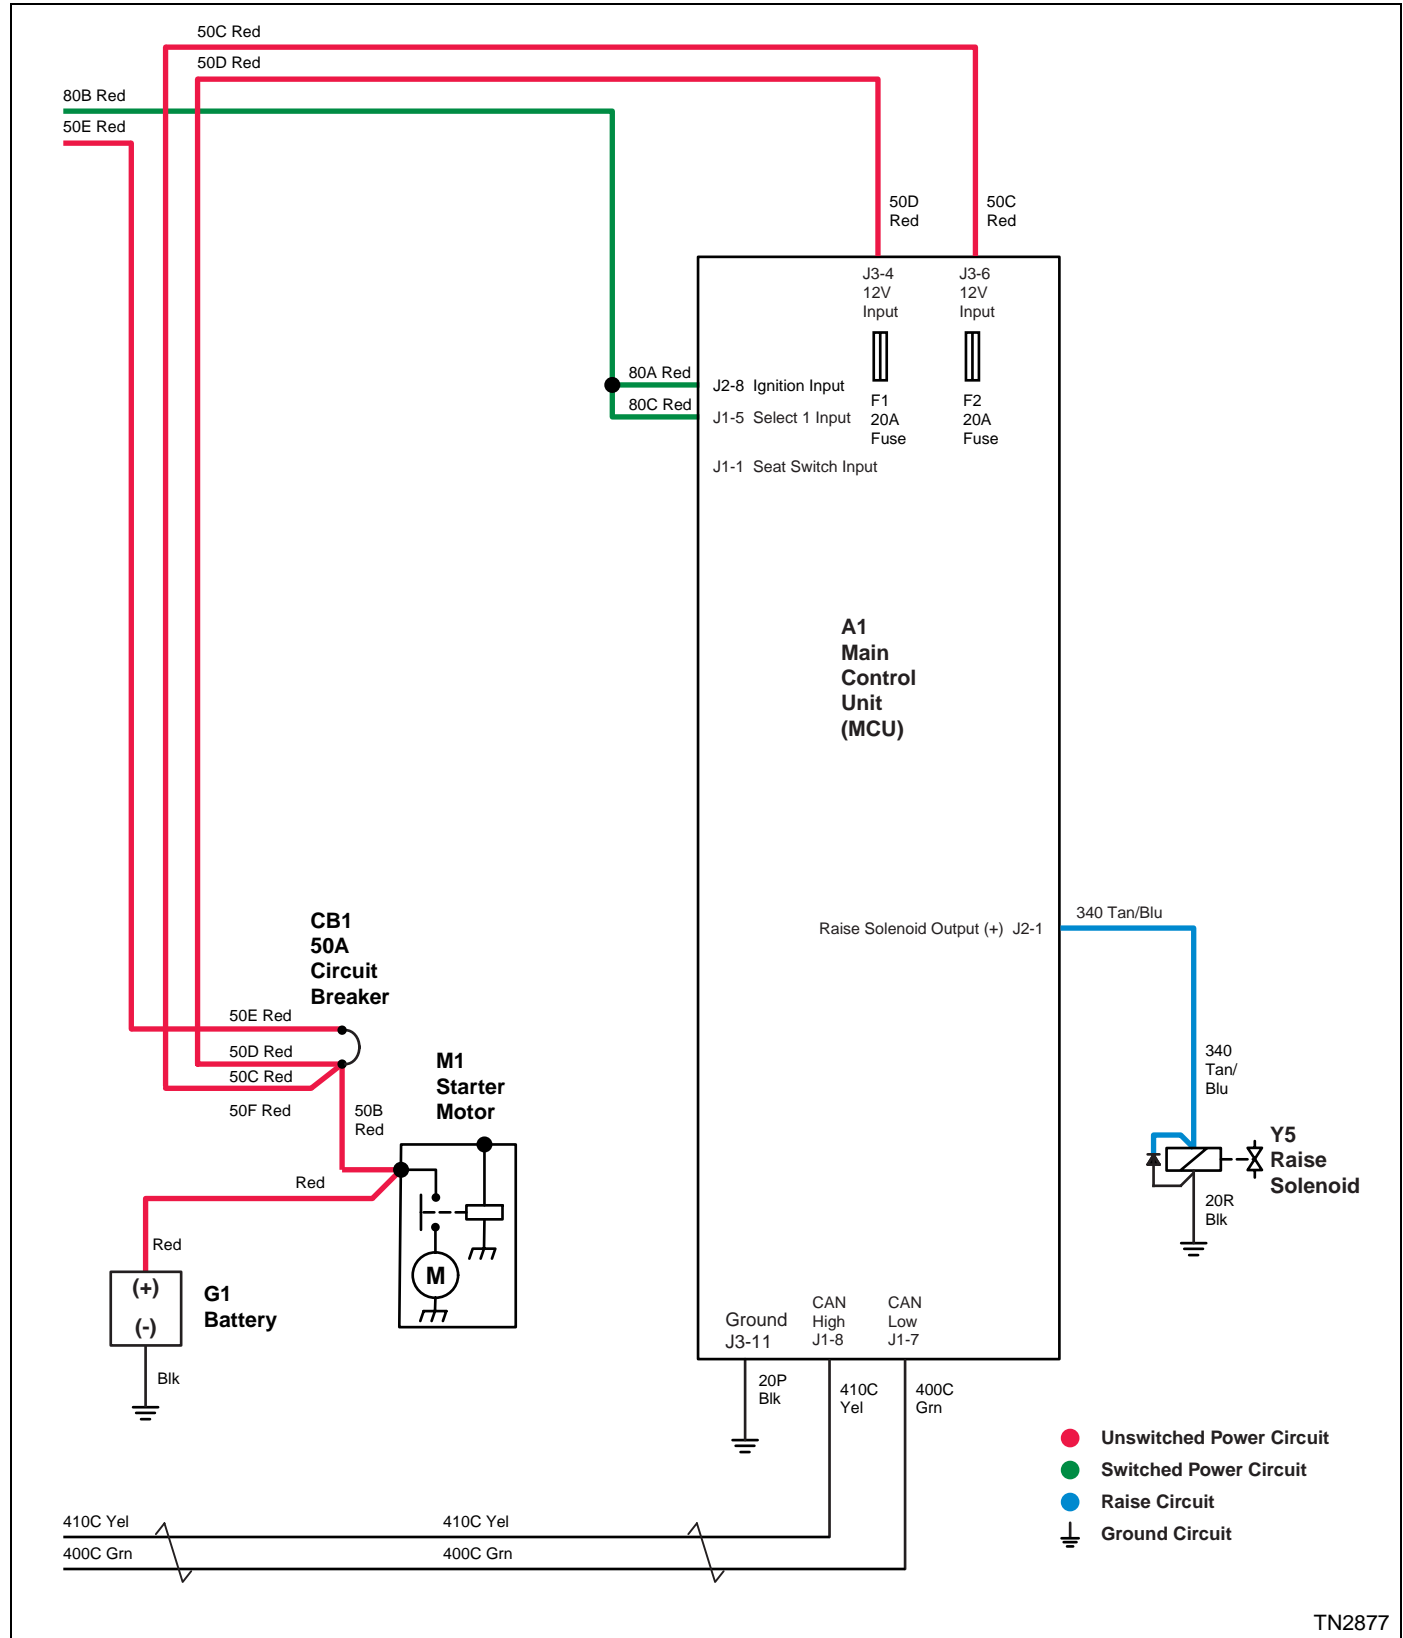 50C Red
50D Red
80B Red
50E Red
50D
Red
50C
Red
J3-4
12V
Input
J3-6
12V
Input
F1
20A
Fuse
F2
20A
Fuse
80A Red
J2-8 Ignition Input
80C Red
J1-5 Select 1 Input
J1-1 Seat Switch Input
A1
Main
Control
Unit
(MCU)
Raise Solenoid Output (+) J2-1
340 Tan/Blu
CB1
50A
Circuit
Breaker
50E Red
50D Red
50C Red
50F Red
50B
Red
M1
Starter
Motor
340
Tan/
Blu
Y5
Raise
Solenoid
20R
Blk
Red
Red
(+)
(-)
G1
Battery
M
Blk
Ground
J3-11
CAN
High
J1-8
CAN
Low
J1-7
20P
Blk
410C
Yel
400C
Grn
Unswitched Power Circuit
Switched Power Circuit
Raise Circuit
Ground Circuit
410C Yel
410C Yel
400C Grn
400C Grn
TN2877